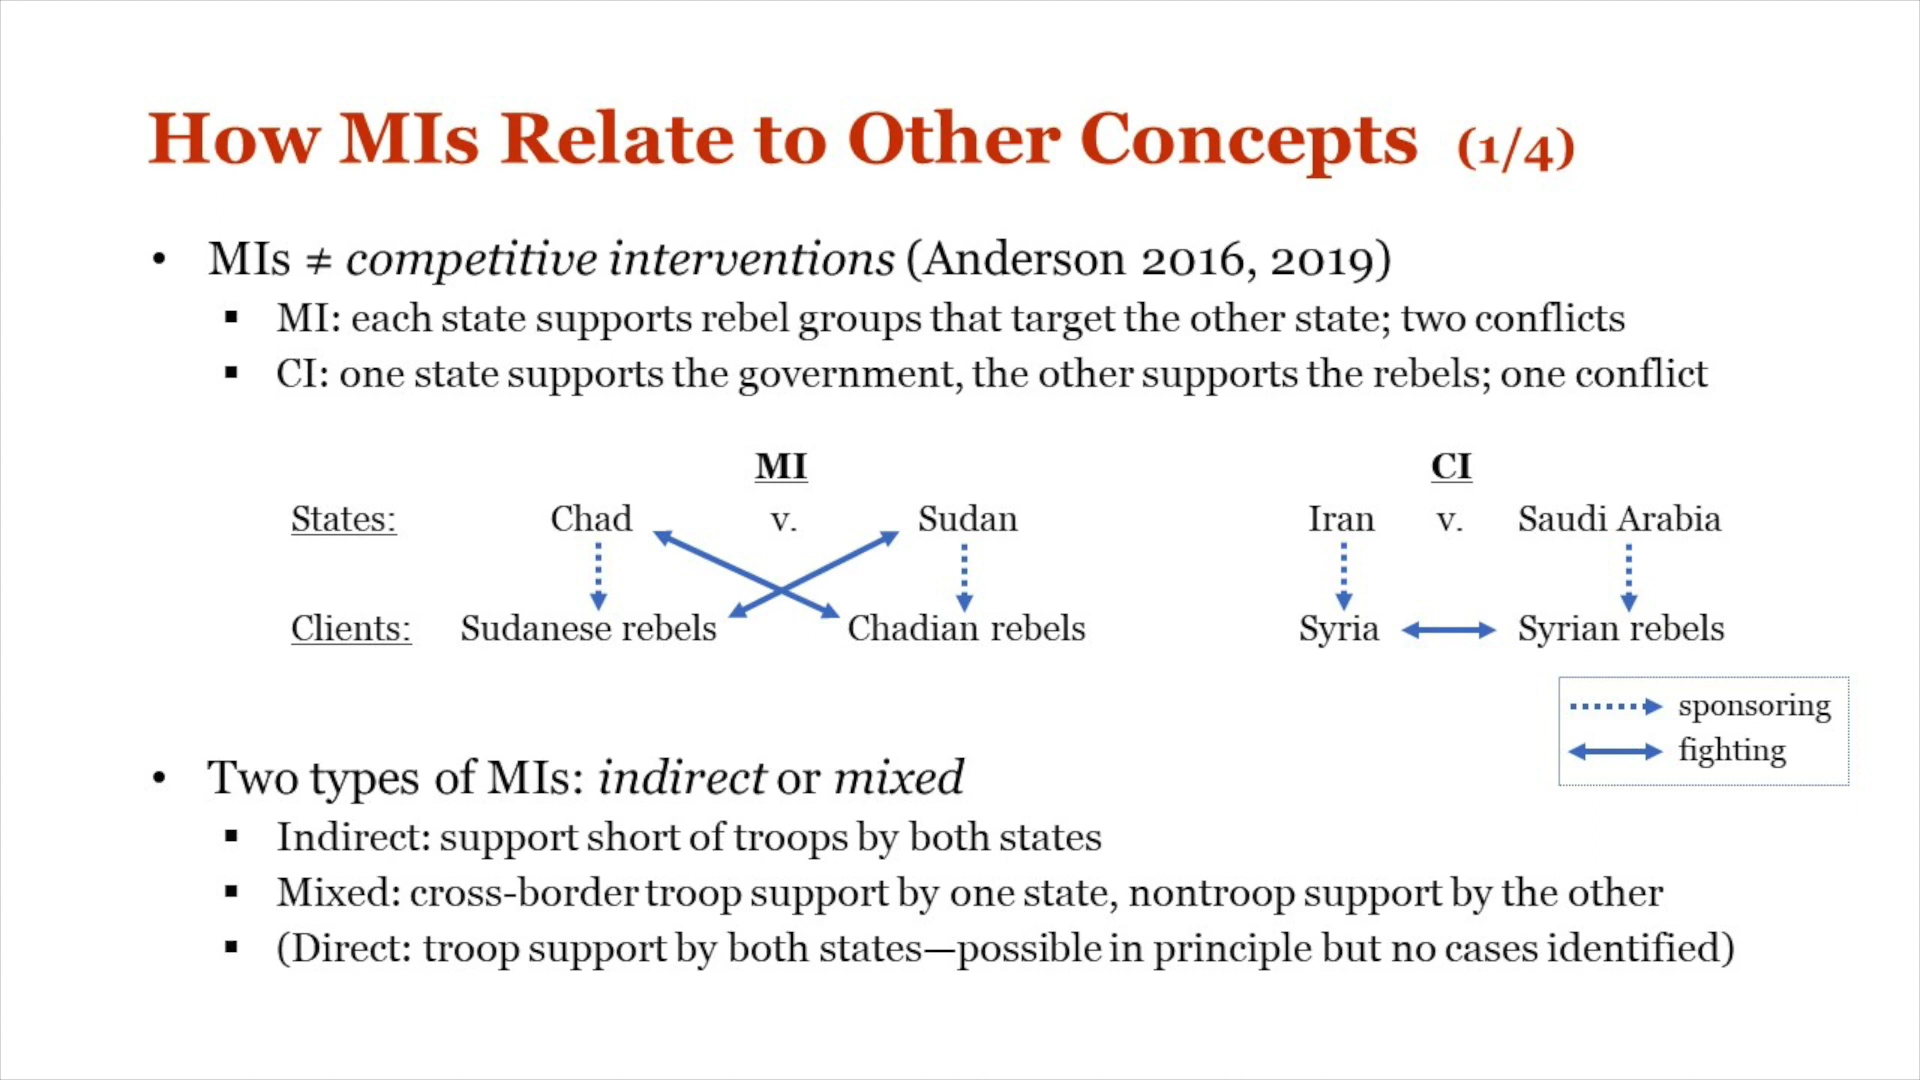 How MIs Relate to Other Concepts (1/4)
• MIs ≠ competitive interventions (Anderson 2016, 2019)
▪ MI: each state supports rebel groups that target the other state; two conflicts
▪ CI: one state supports the government, the other supports the rebels; one conflict
MI CI
States: Chad v. Sudan Iran v. Saudi Arabia
Clients: Sudanese rebels Chadian rebels Syria Syrian rebels
sponsoring
fighting
• Two types of MIs: indirect or mixed
▪ Indirect: support short of troops by both states
▪ Mixed: cross-border troop support by one state, nontroop support by the other
▪ (Direct: troop support by both states—possible in principle but no cases identified)